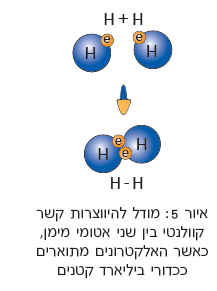 H + H
H e e H
H e e H
H - H
איור 5: מודל להיווצרות קשר
קוולנטי בין שני אטומי מימן,
כאשר האלקטרונים מתוארים
ככדורי ביליארד קטנים